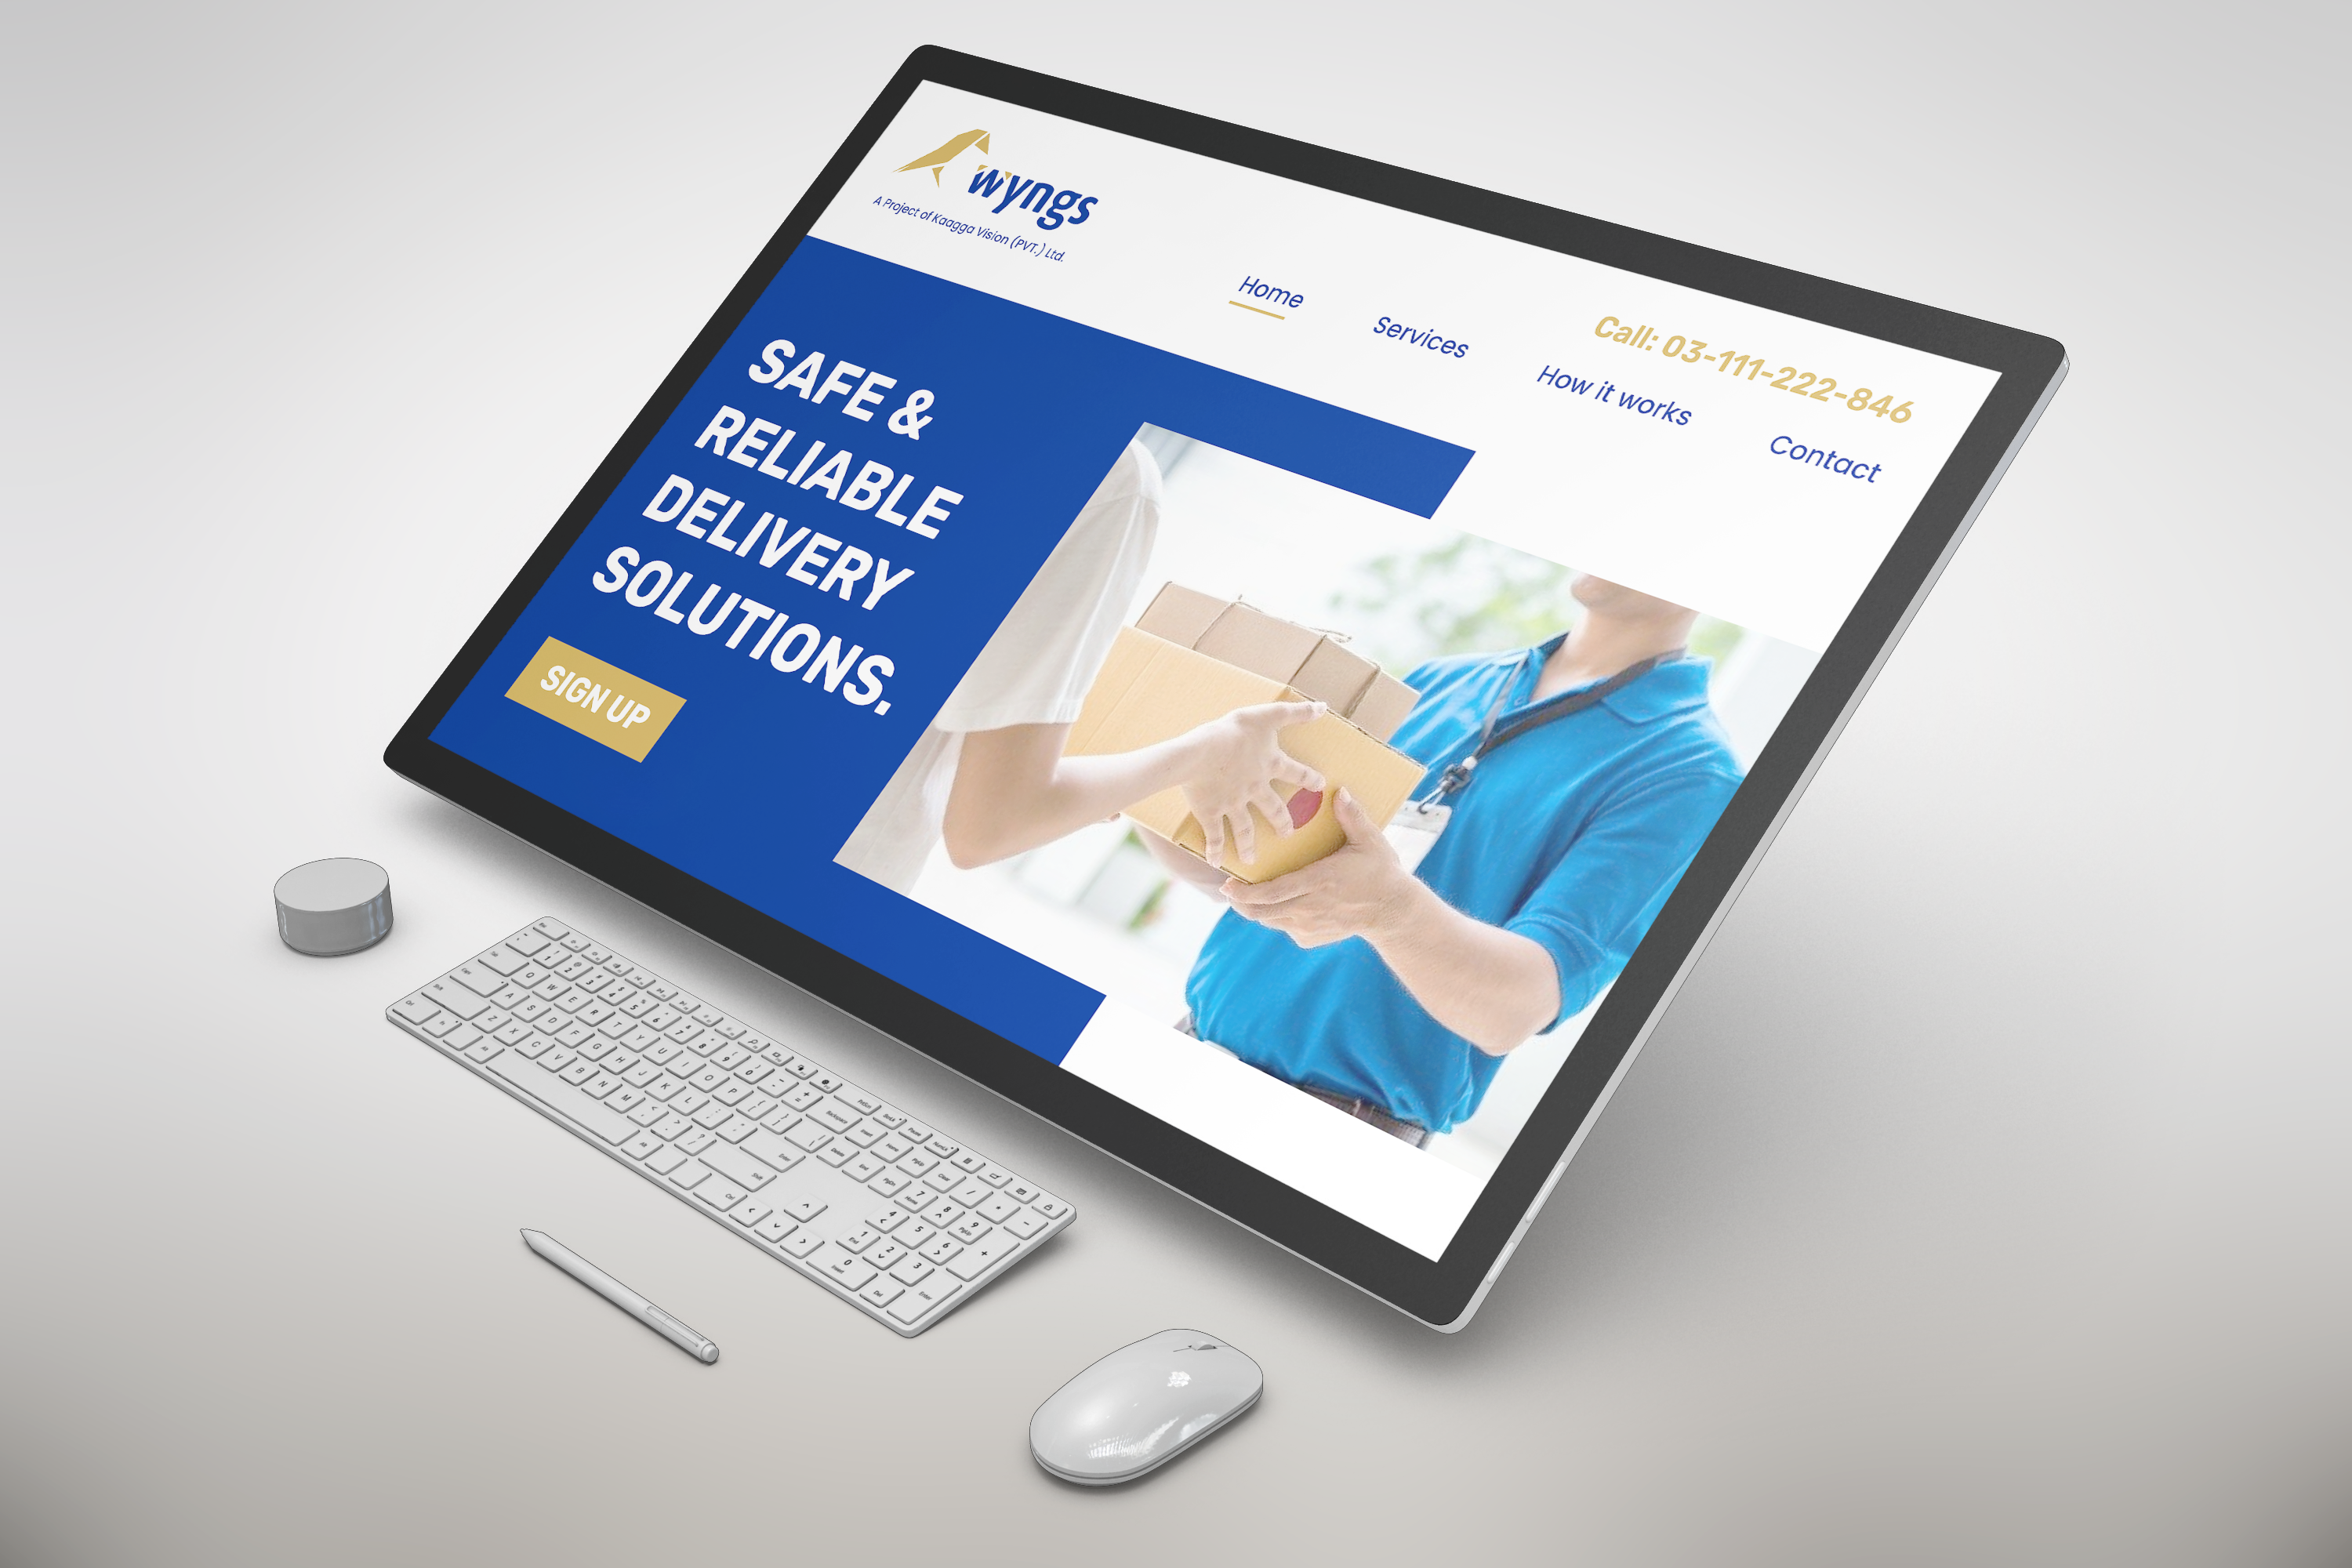 wyngs
A Project of Kaagga Vision (PVT.) Ltd.
Call: 03-111-222-846
Home
Services
How it works
Contact
SAFE &
RELIABLE
DELIVERY
SOLUTIONS.
SIGN UP